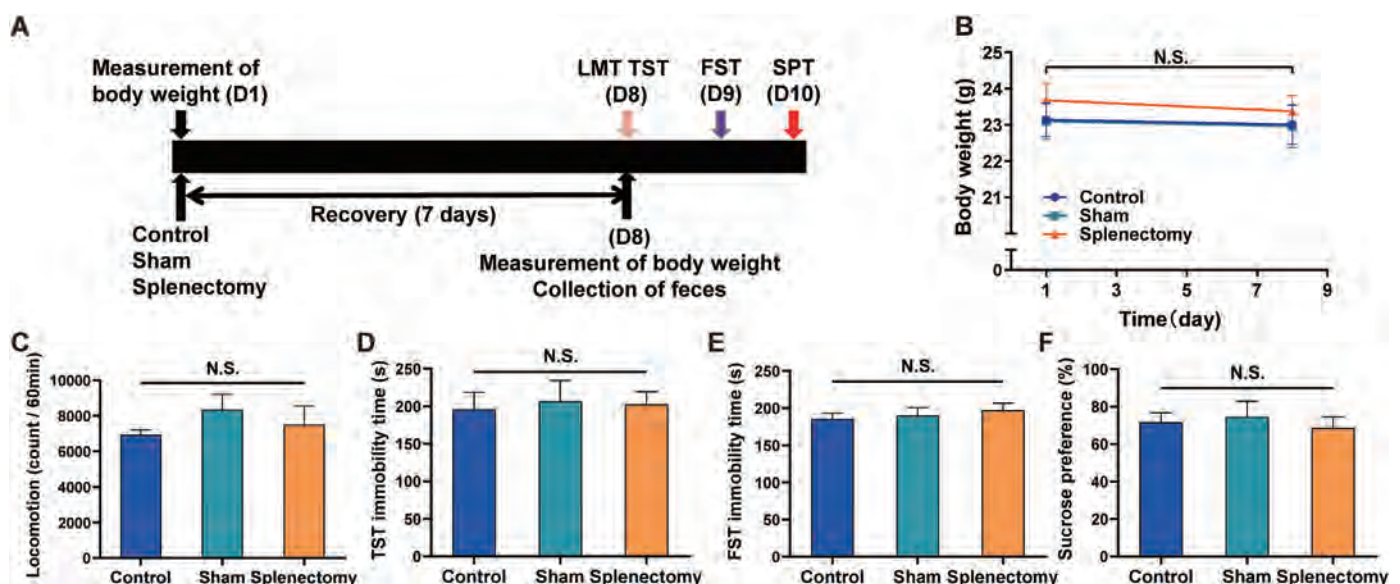 A
Measurement of
body weight (D1)
LMT TST
(D8)
FST
(D9)
SPT
(D10)
Recovery (7 days)
Control
Sham
Splenectomy
(D8)
Measurement of body weight
Collection of feces
B
Body weight (g)
25
24
23
22
21
0
N.S.
Control
Sham
Splenectomy
1
3
5
7
9
Time(day)
C
Locomotion (count / 60min)
10000
8000
6000
4000
2000
0
N.S.
Control
Sham
Splenectomy
D
TST immobility time (s)
250
200
150
100
50
0
N.S.
Control
Sham
Splenectomy
E
FST immobility time (s)
250
200
150
100
50
0
N.S.
Control
Sham
Splenectomy
F
Sucrose preference (%)
100
80
60
40
20
0
N.S.
Control
Sham
Splenectomy